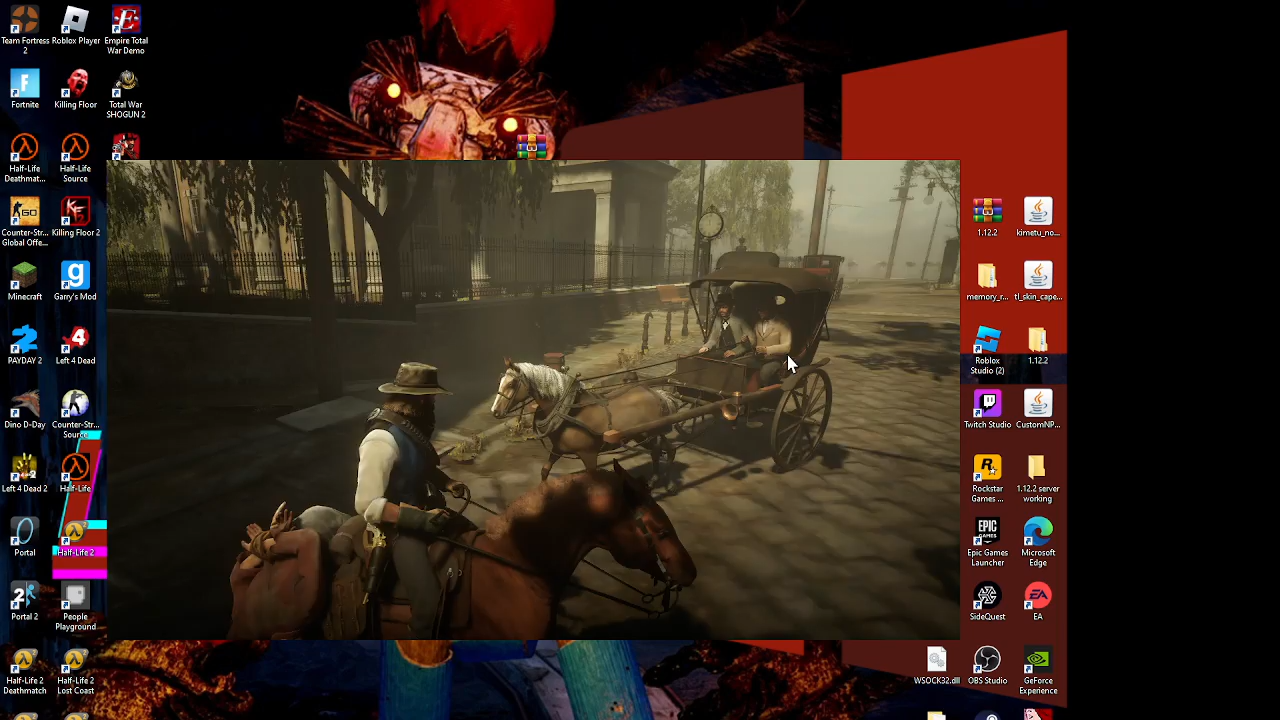 Team Fortress
2
Roblox Player
Empire Total
War Demo
Fortnite
Killing Floor
Total War
SHOGUN 2
Half-Life
Deathmat...
Half-Life
Source
Counter-Str...
Global Offe...
Killing Floor 2
Minecraft
Garry's Mod
PAYDAY 2
Left 4 Dead
Dino D-Day
Counter-Str...
Source
Left 4 Dead 2
Half-Life
Portal
Half-Life 2
Portal 2
People
Playground
Half-Life 2
Deathmatch
Half-Life 2
Lost Coast
1.12.2
kimetu_no...
memory_r...
tl_skin_cape...
Roblox
Studio (2)
1.12.2
Twitch Studio
CustomNP...
Rockstar
Games ...
1.12.2 server
working
Epic Games
Launcher
Microsoft
Edge
SideQuest
EA
WSOCK32.dll
OBS Studio
GeForce
Experience